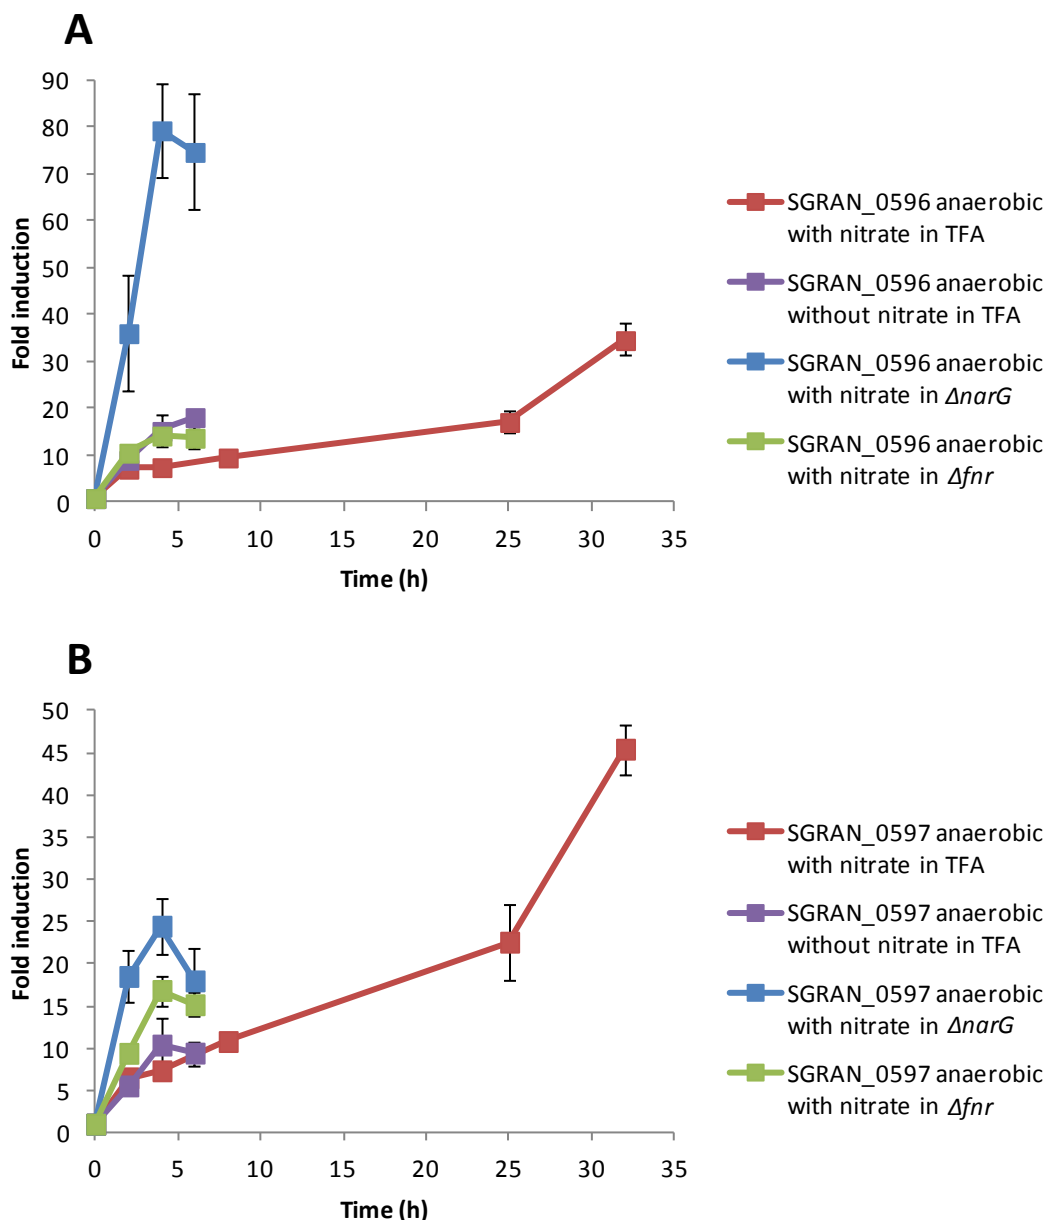 A
90
80
70
60
50
40
30
20
10
0
Fold induction
0 5 10 15 20 25 30 35
Time (h)
SGRAN_0596 anaerobic
with nitrate in TFA
SGRAN_0596 anaerobic
without nitrate in TFA
SGRAN_0596 anaerobic
with nitrate in ΔnarG
SGRAN_0596 anaerobic
with nitrate in Δfnr
B
50
45
40
35
30
25
20
15
10
5
0
Fold induction
0 5 10 15 20 25 30 35
Time (h)
SGRAN_0597 anaerobic
with nitrate in TFA
SGRAN_0597 anaerobic
without nitrate in TFA
SGRAN_0597 anaerobic
with nitrate in ΔnarG
SGRAN_0597 anaerobic
with nitrate in Δfnr